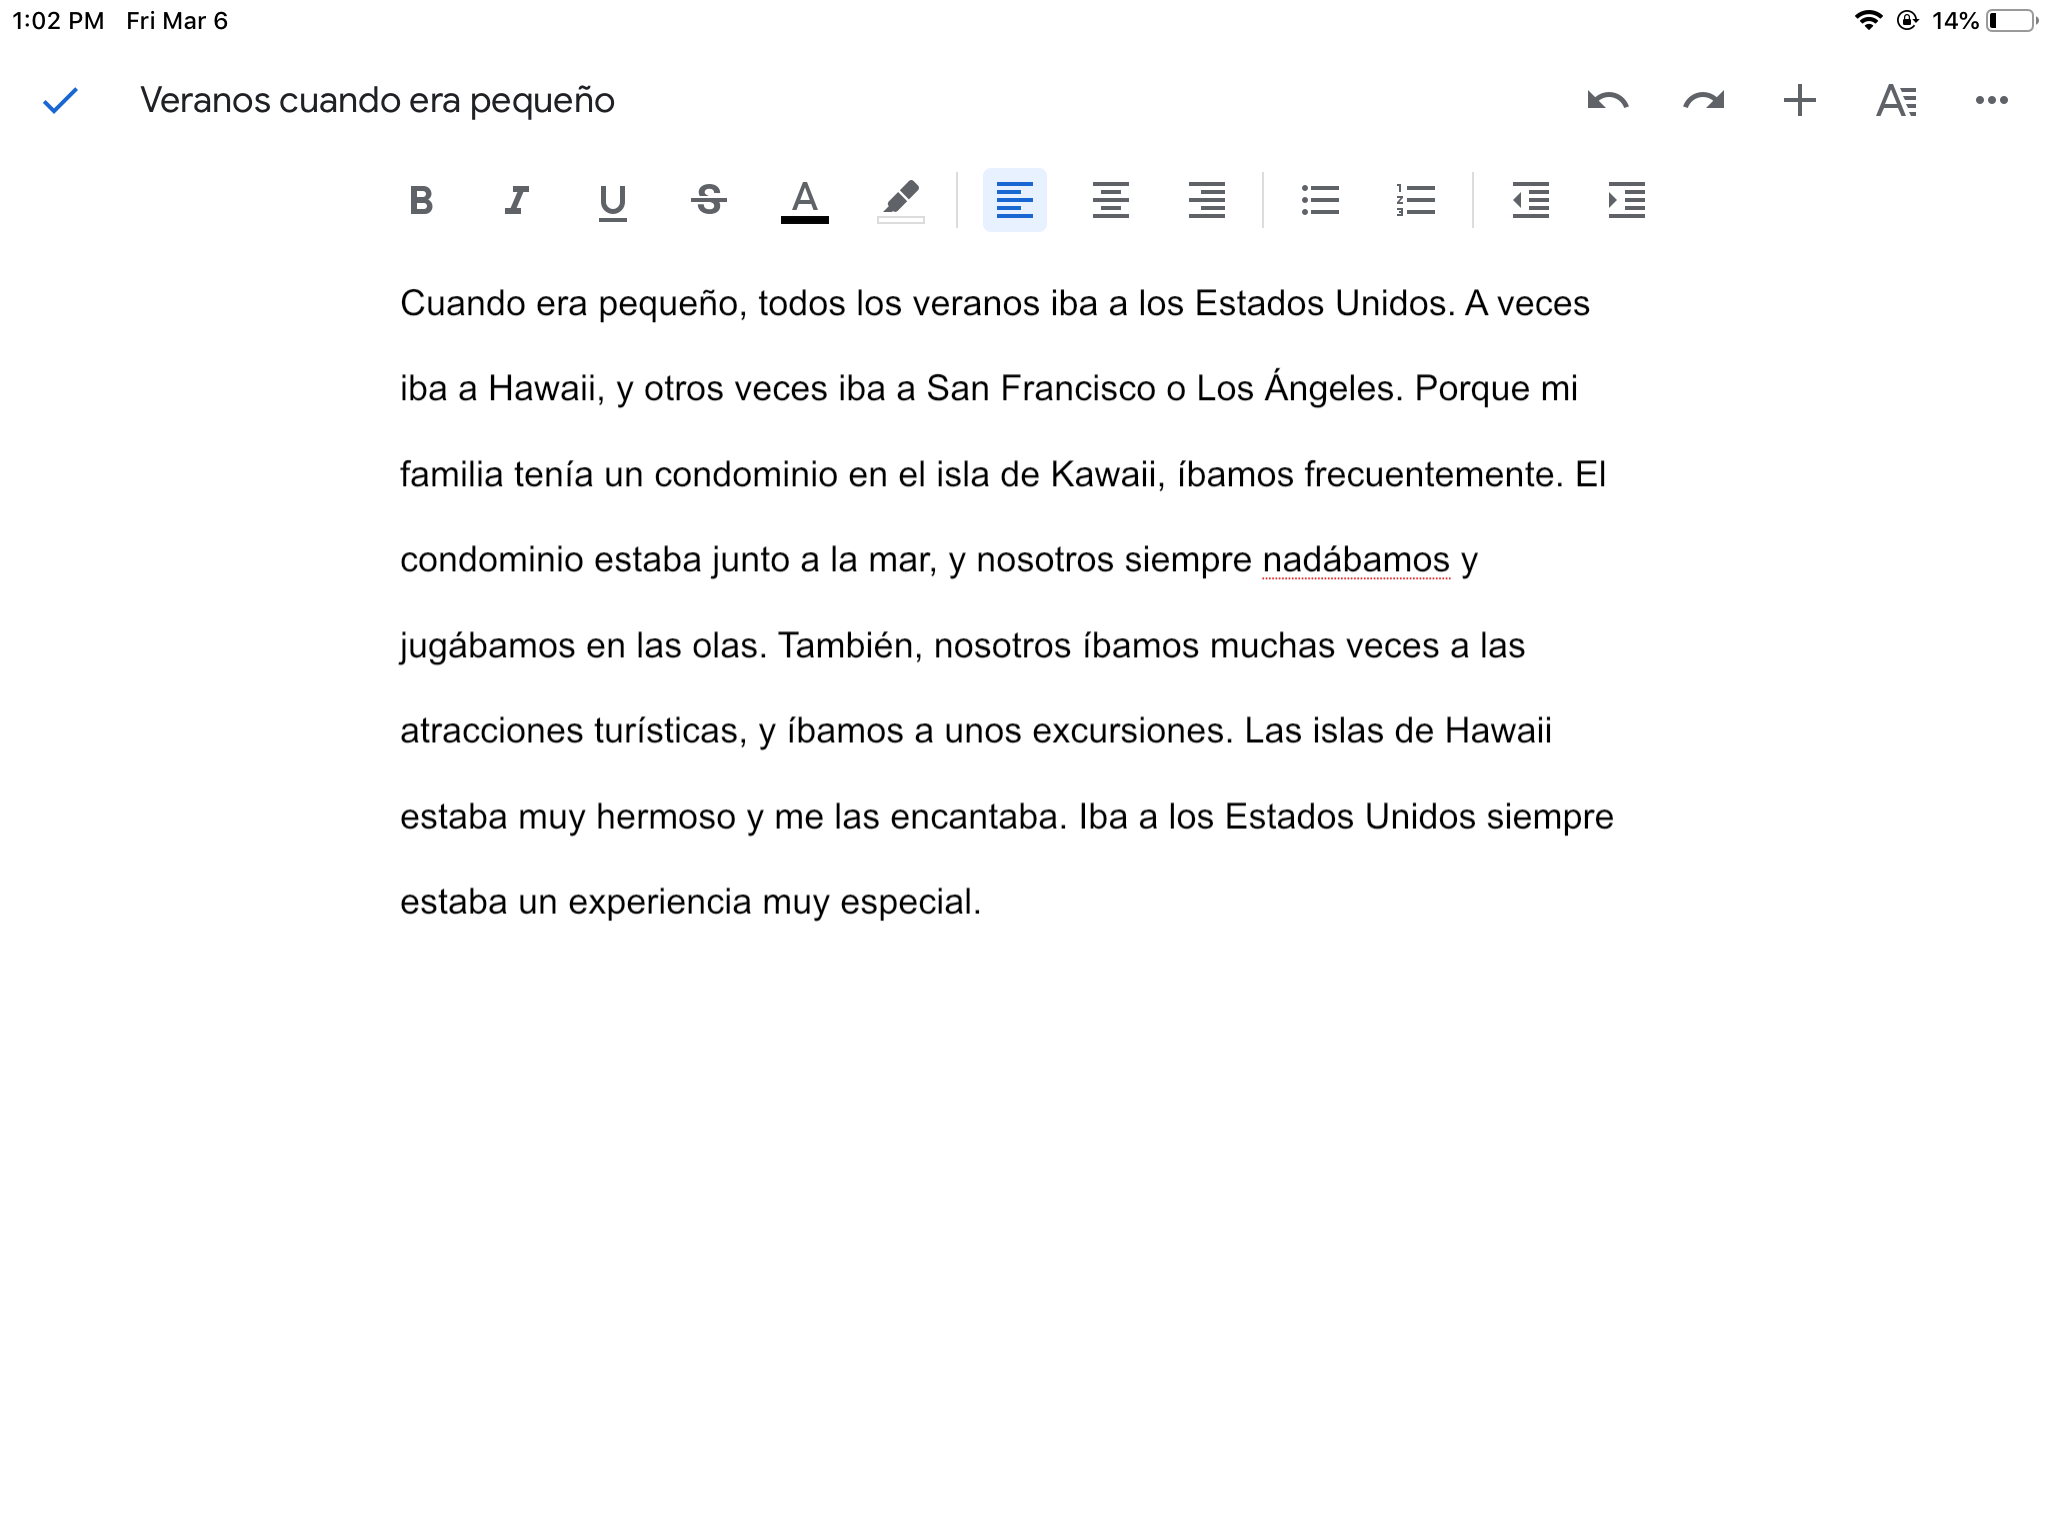 1:02 PM Fri Mar 6 14%
Veranos cuando era pequeño
B I U S A
Cuando era pequeño, todos los veranos iba a los Estados Unidos. A veces
iba a Hawaii, y otros veces iba a San Francisco o Los Ángeles. Porque mi
familia tenía un condominio en el isla de Kawaii, íbamos frecuentemente. El
condominio estaba junto a la mar, y nosotros siempre nadábamos y
jugábamos en las olas. También, nosotros íbamos muchas veces a las
atracciones turísticas, y íbamos a unos excursiones. Las islas de Hawaii
estaba muy hermoso y me las encantaba. Iba a los Estados Unidos siempre
estaba un experiencia muy especial.